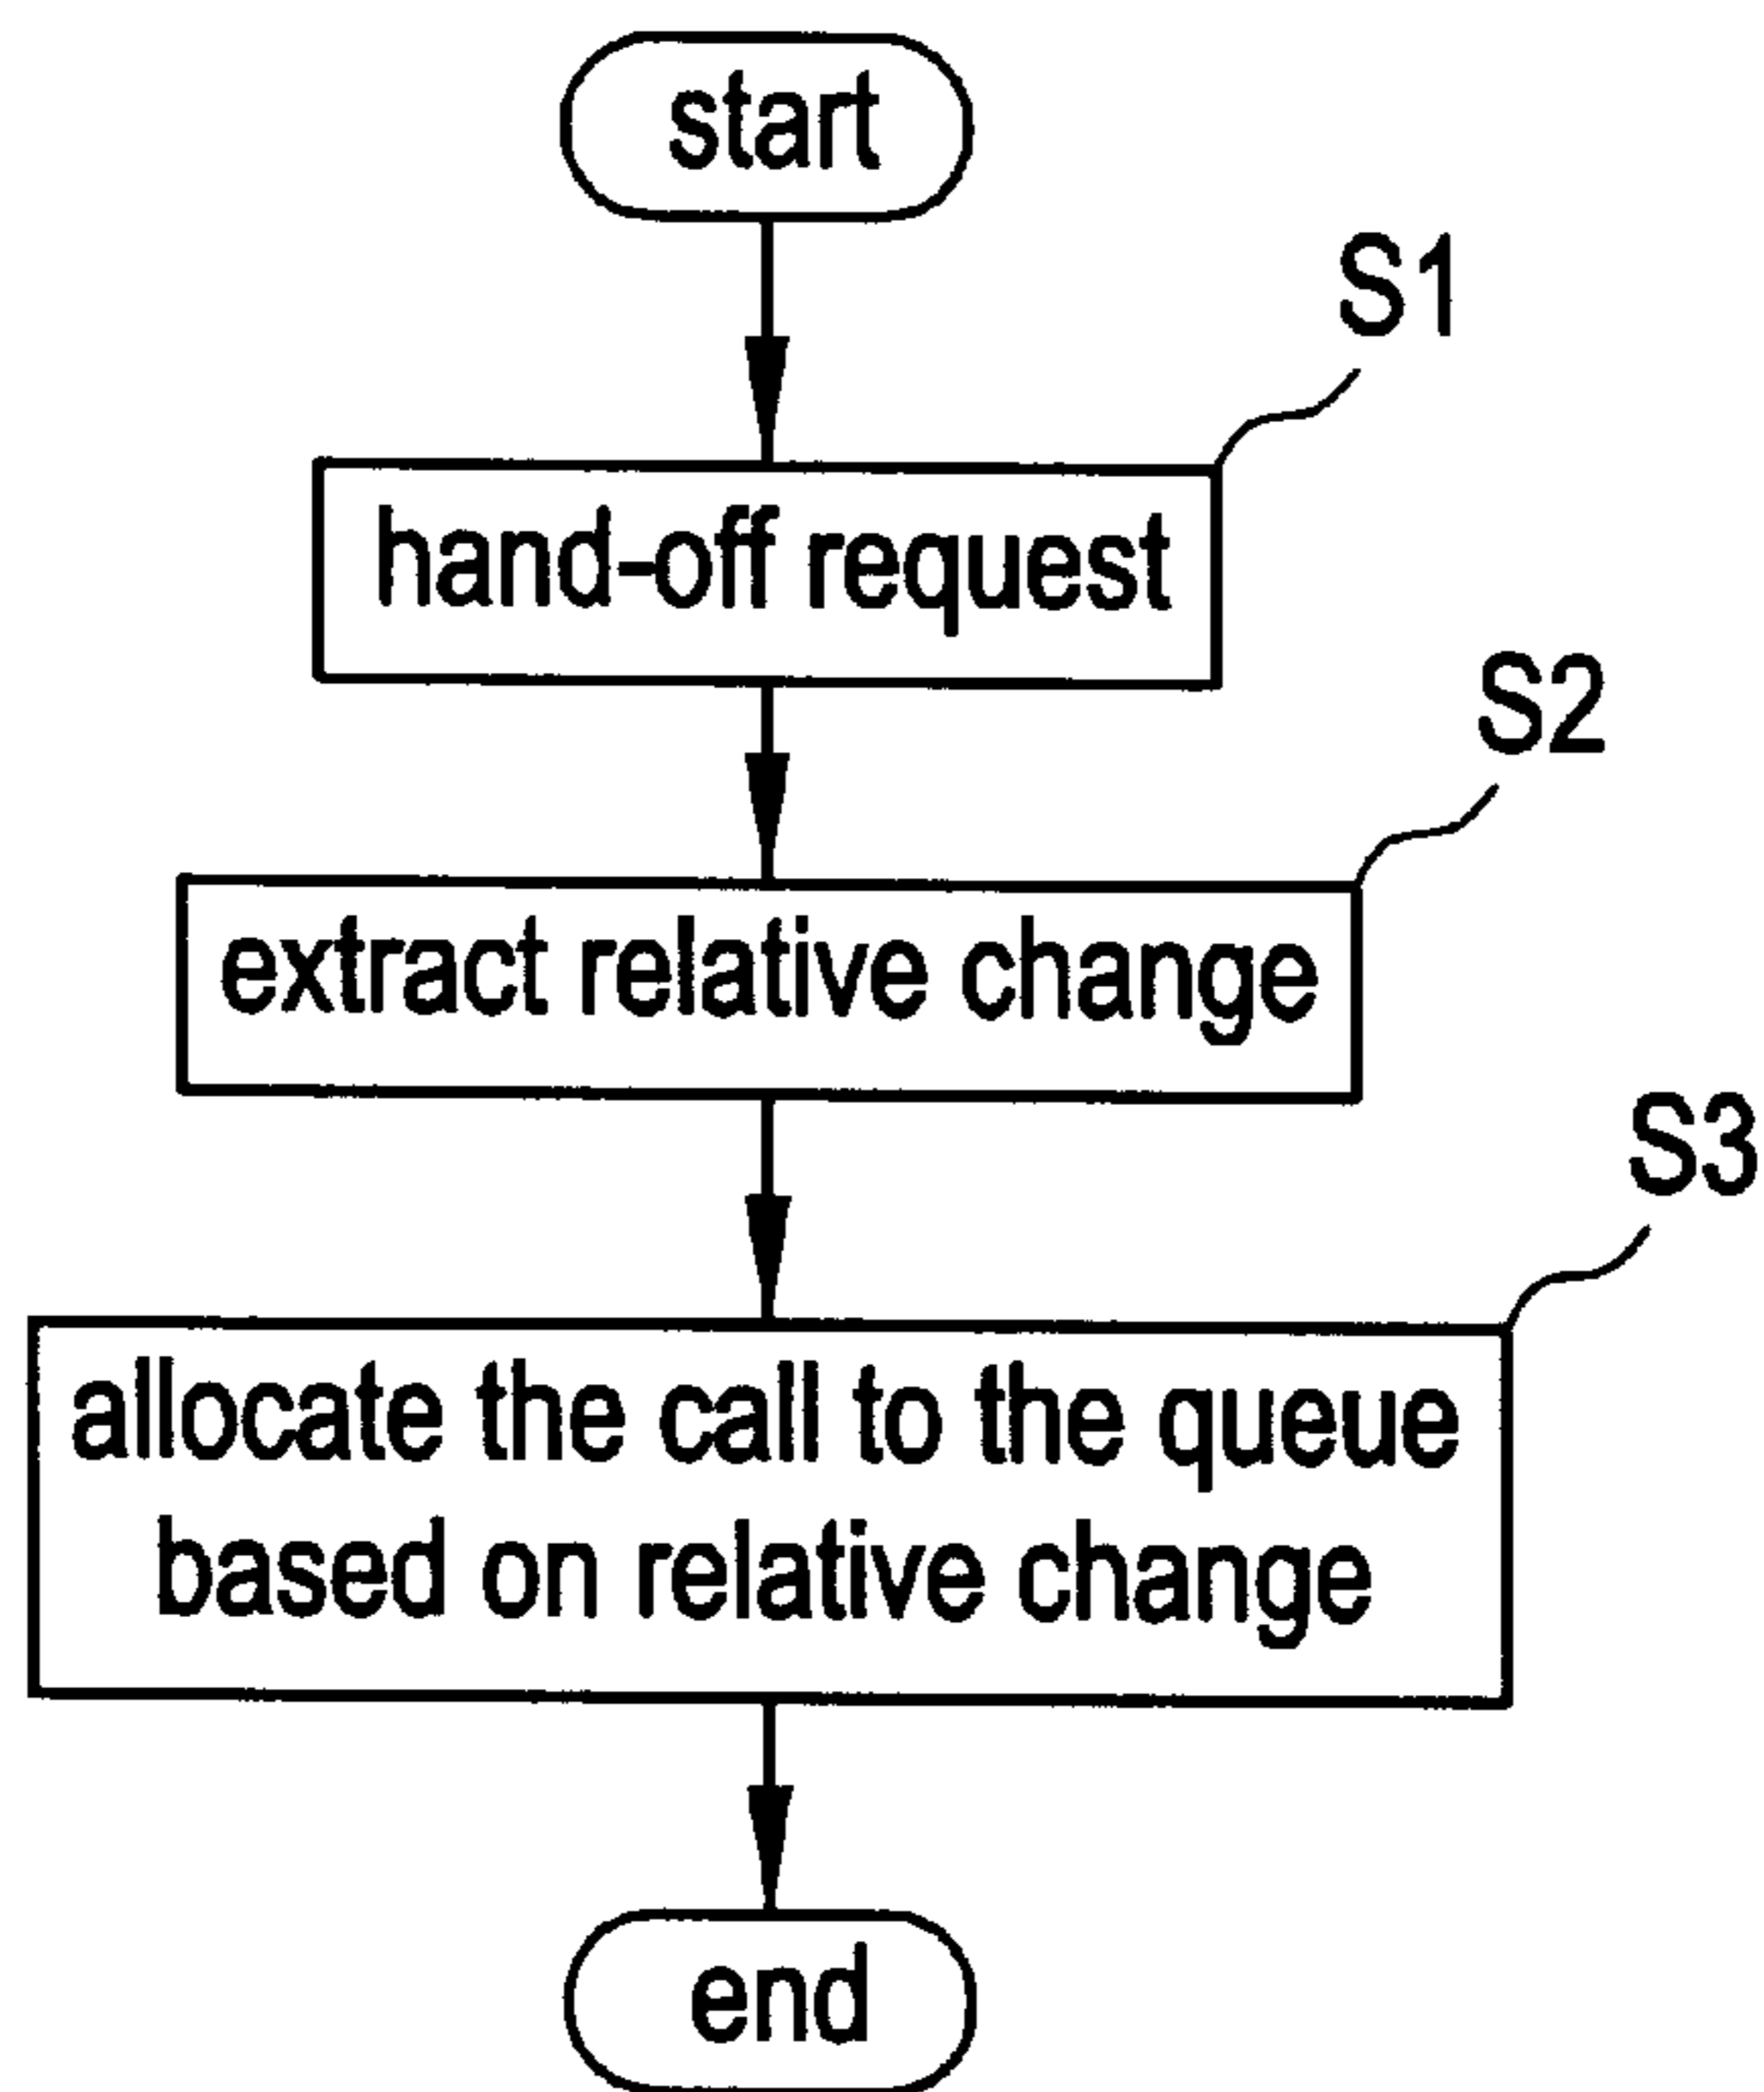 start
S1
hand-off request
S2
extract relative change
S3
allocate the call to the queue
based on relative change
end